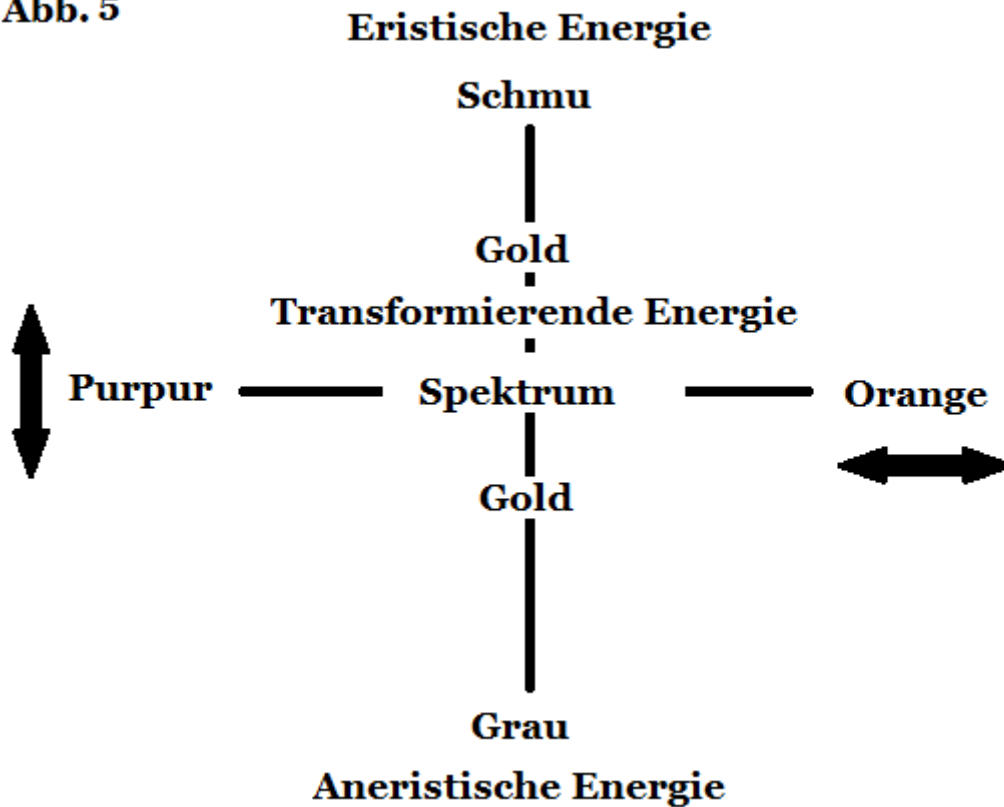 Abb. 5
Eristische Energie
Schmu
Gold
Transformierende Energie
Purpur Spektrum Orange
Gold
Grau
Aneristische Energie